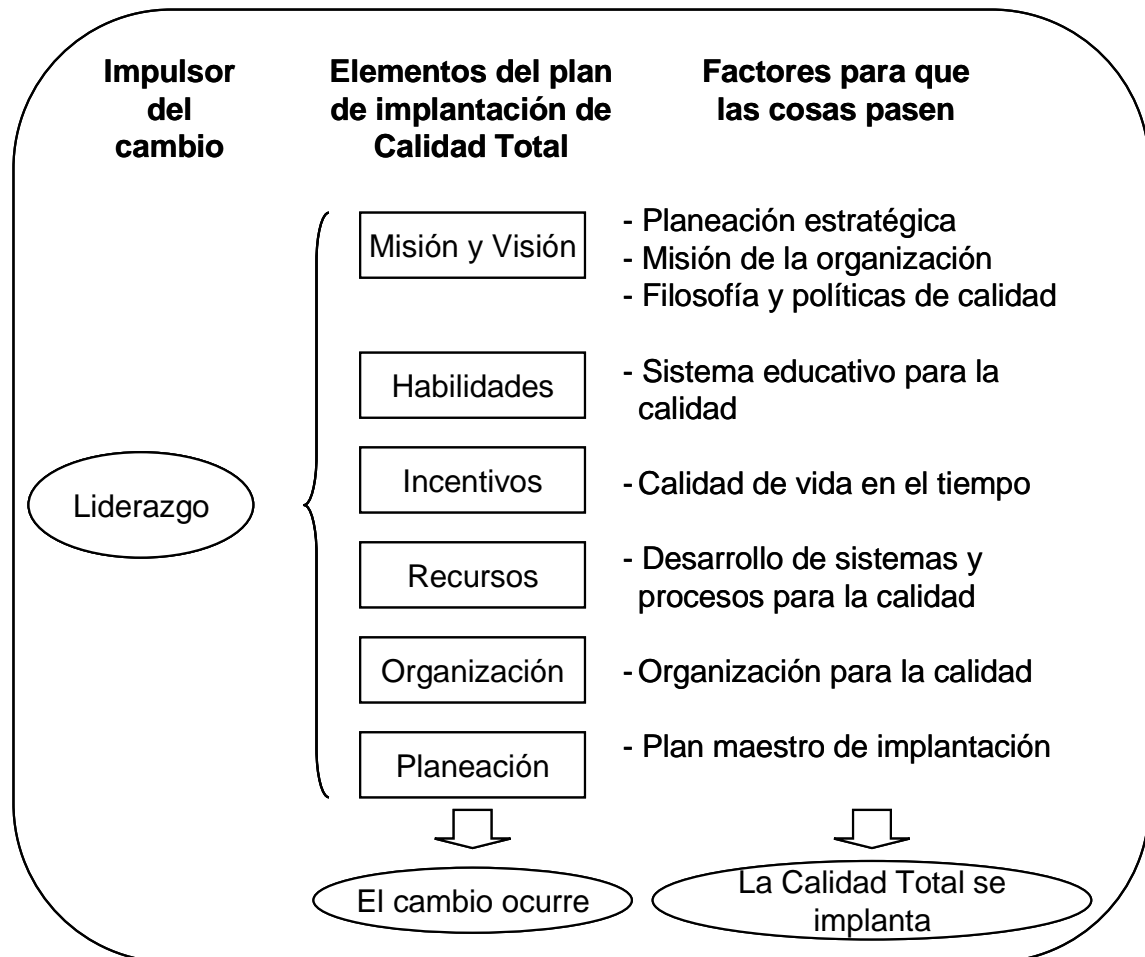 Impulsor
del
cambio
Elementos del plan
de implantación de
Calidad Total
Factores para que
las cosas pasen
Liderazgo
Misión y Visión
- Planeación estratégica
- Misión de la organización
- Filosofía y políticas de calidad
Habilidades
- Sistema educativo para la
calidad
Incentivos
- Calidad de vida en el tiempo
Recursos
- Desarrollo de sistemas y
procesos para la calidad
Organización
- Organización para la calidad
Planeación
- Plan maestro de implantación
El cambio ocurre
La Calidad Total se
implanta